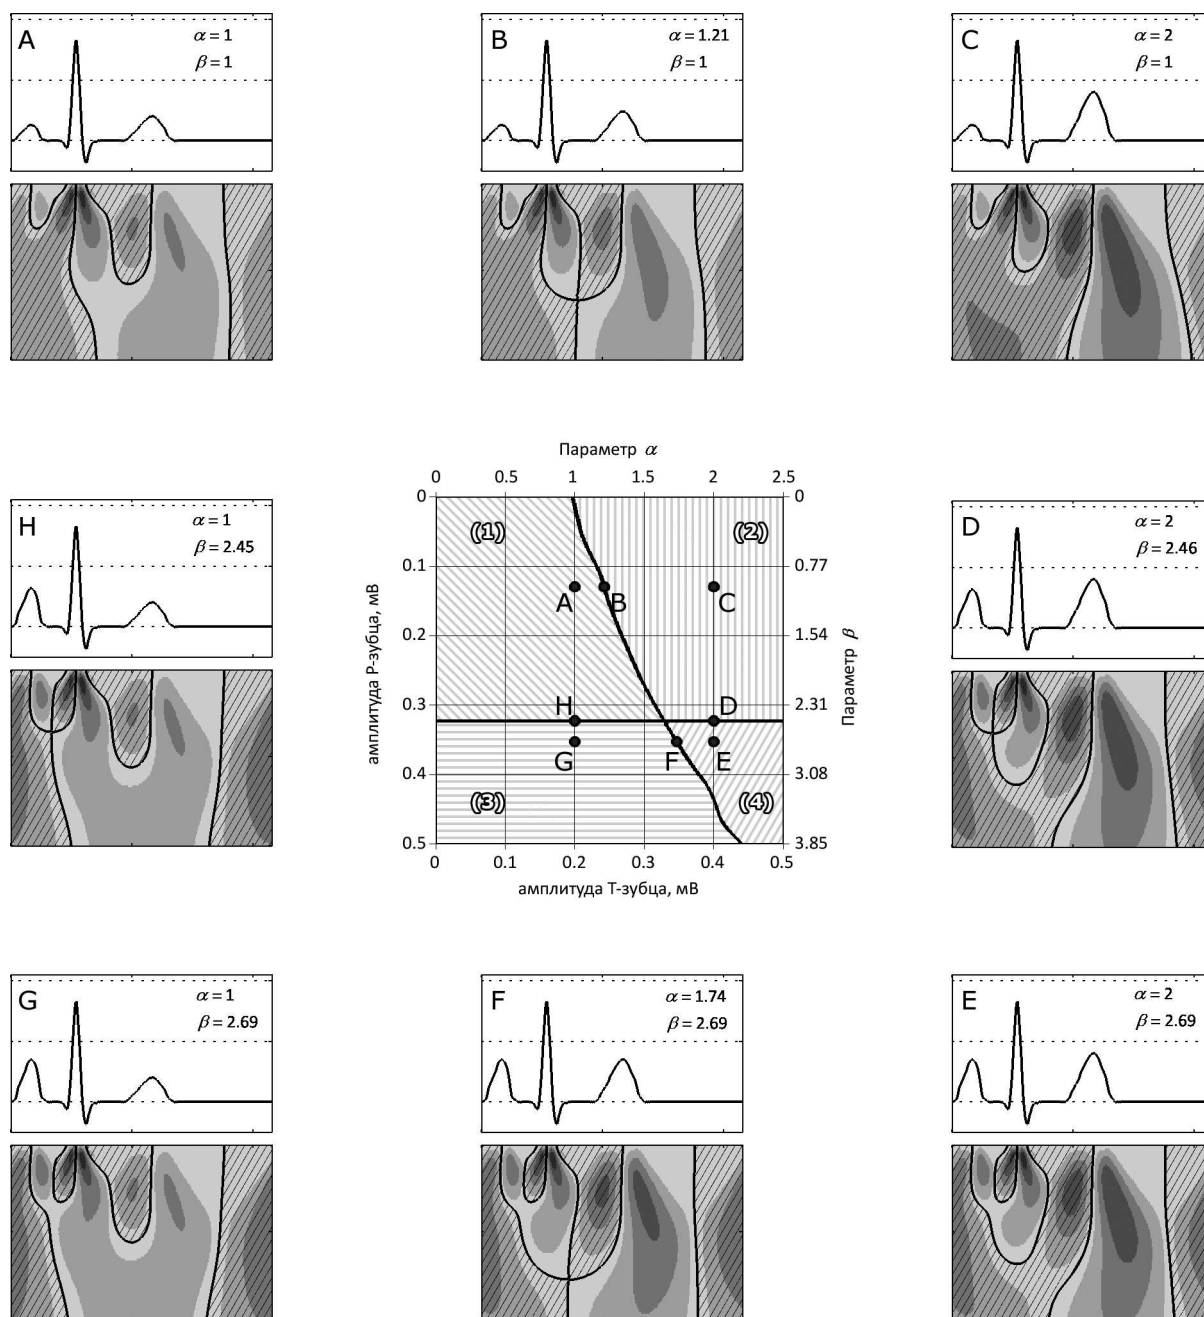 A
α = 1
β = 1
B
α = 1.21
β = 1
C
α = 2
β = 1
H
α = 1
β = 2.45
Параметр α
0 0.5 1 1.5 2 2.5
0 0
0.1 0.77
0.2 1.54
0.3 2.31
0.4 3.08
0.5 3.85
0 0.1 0.2 0.3 0.4 0.5
амплитуда Т-зубца, мВ
амплитуда Р-зубца, мВ
Параметр β
(1)
(2)
(3)
(4)
A
B
C
H
D
G
F
E
D
α = 2
β = 2.46
G
α = 1
β = 2.69
F
α = 1.74
β = 2.69
E
α = 2
β = 2.69